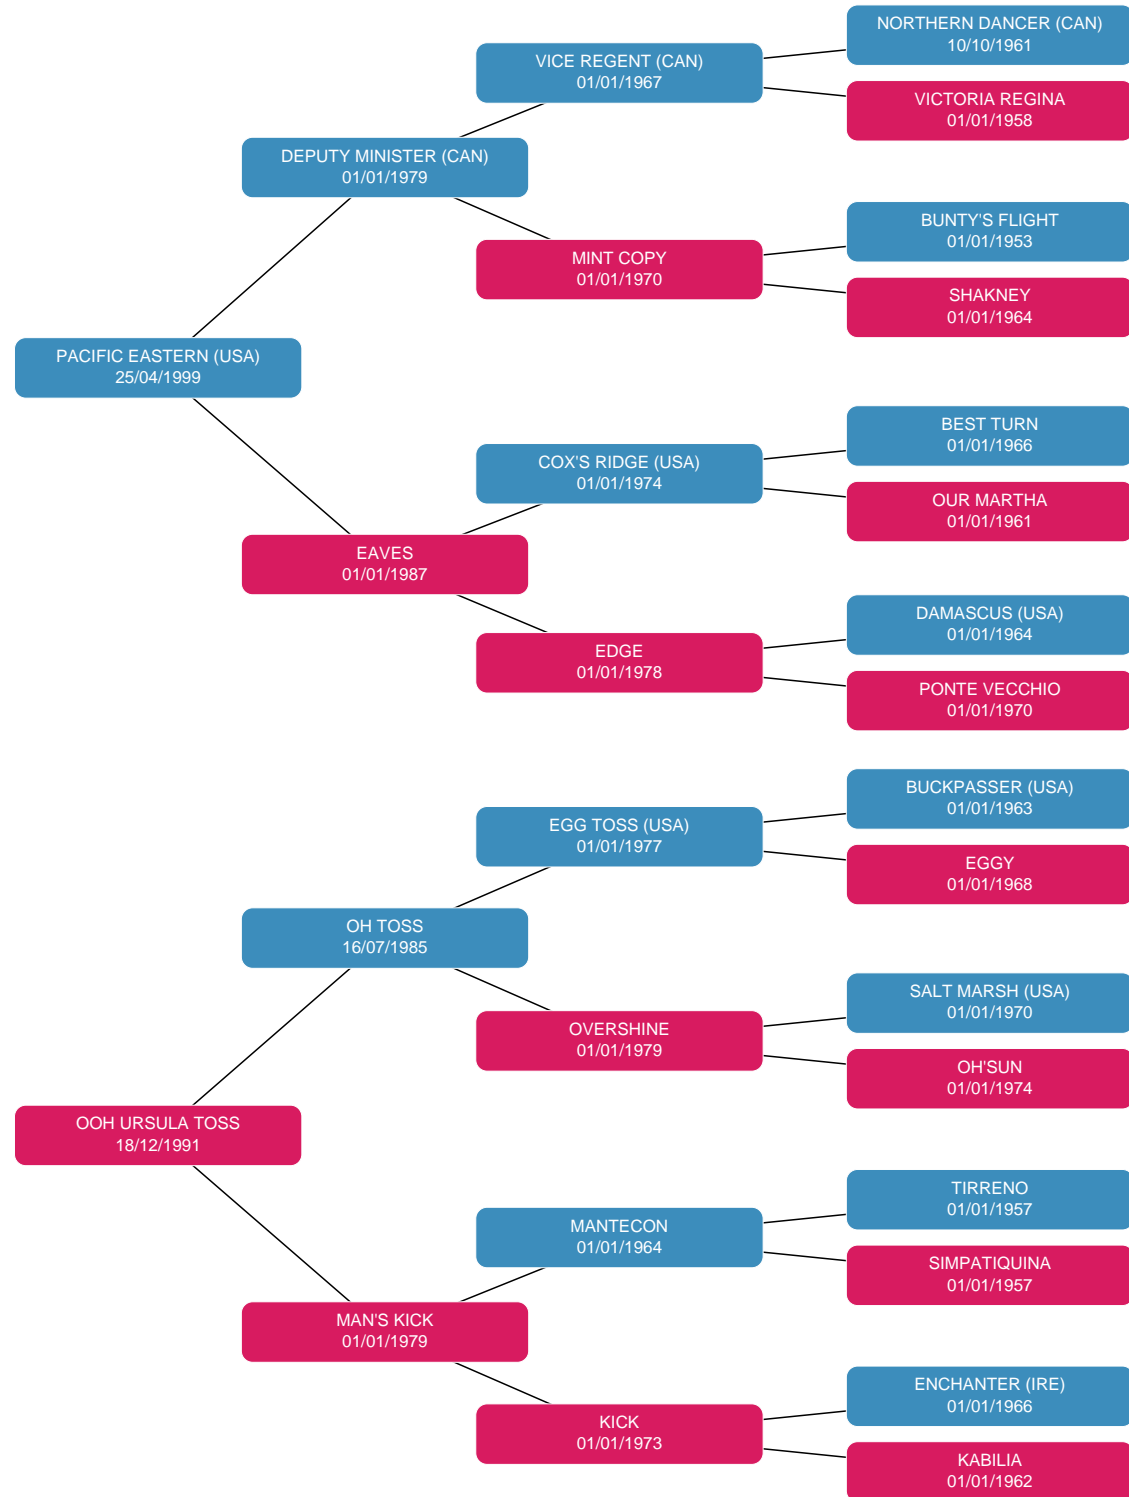 NORTHERN DANCER (CAN)
10/10/1961
VICE REGENT (CAN)
01/01/1967
VICTORIA REGINA
01/01/1958
DEPUTY MINISTER (CAN)
01/01/1979
BUNTY'S FLIGHT
01/01/1953
MINT COPY
01/01/1970
SHAKNEY
01/01/1964
PACIFIC EASTERN (USA)
25/04/1999
BEST TURN
01/01/1966
COX'S RIDGE (USA)
01/01/1974
OUR MARTHA
01/01/1961
EAVES
01/01/1987
DAMASCUS (USA)
01/01/1964
EDGE
01/01/1978
PONTE VECCHIO
01/01/1970
BUCKPASSER (USA)
01/01/1963
EGG TOSS (USA)
01/01/1977
EGGY
01/01/1968
OH TOSS
16/07/1985
SALT MARSH (USA)
01/01/1970
OVERSHINE
01/01/1979
OH'SUN
01/01/1974
OOH URSULA TOSS
18/12/1991
TIRRENO
01/01/1957
MANTECON
01/01/1964
SIMPATIQUINA
01/01/1957
MAN'S KICK
01/01/1979
ENCHANTER (IRE)
01/01/1966
KICK
01/01/1973
KABILIA
01/01/1962